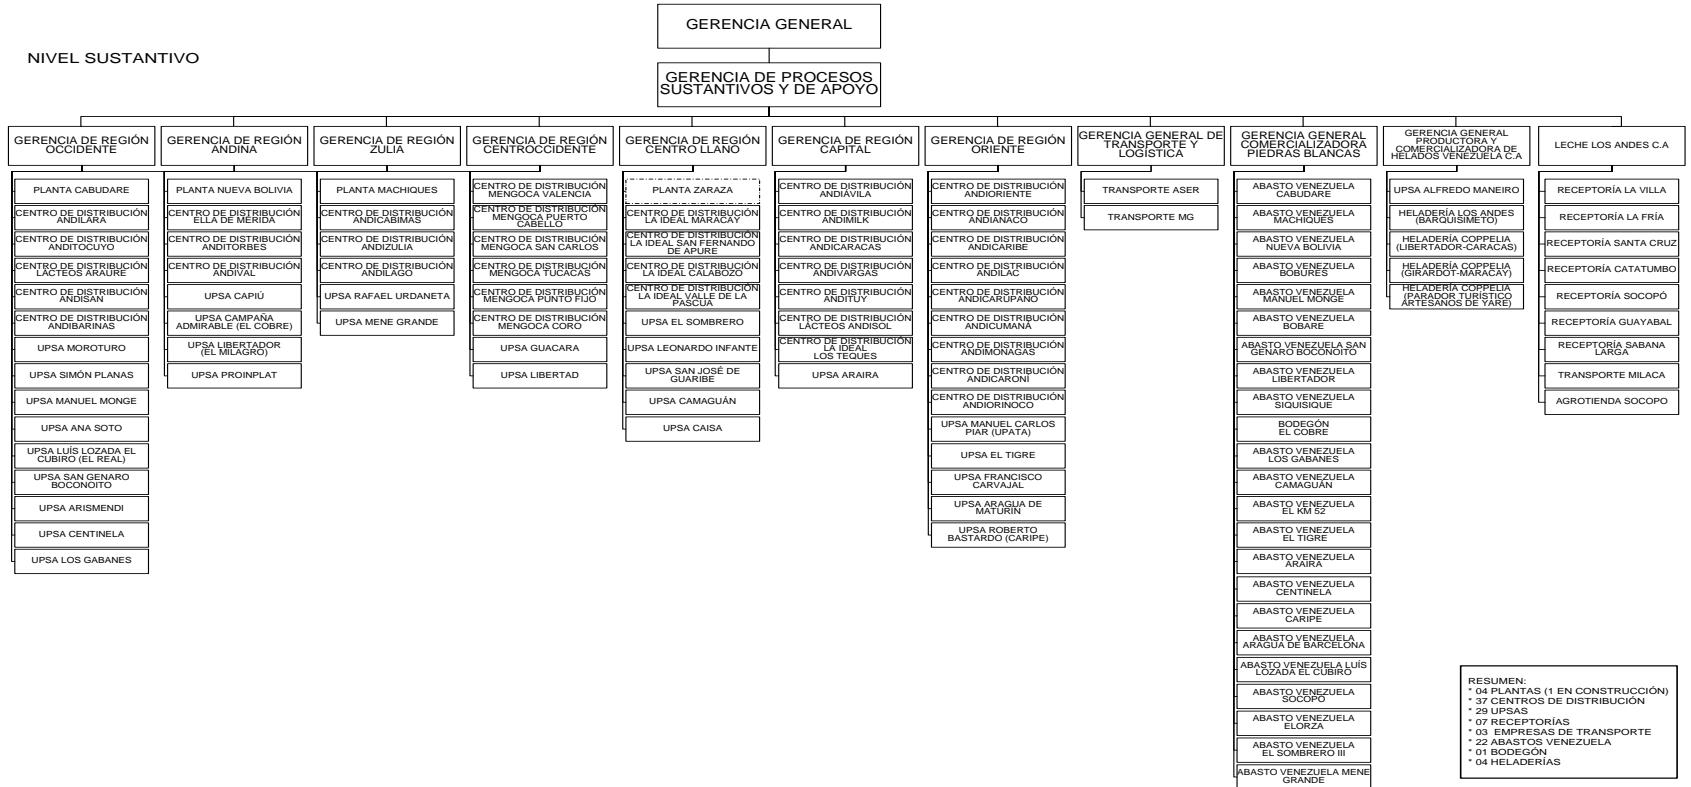 GERENCIA GENERAL
NIVEL SUSTANTIVO
GERENCIA DE PROCESOS
SUSTANTIVOS Y DE APOYO
GERENCIA DE REGIÓN
OCCIDENTE
PLANTA CABUDARE
CENTRO DE DISTRIBUCIÓN
ANDILARA
CENTRO DE DISTRIBUCIÓN
ANDITOCUYO
CENTRO DE DISTRIBUCIÓN
LÁCTEOS ARAURE
CENTRO DE DISTRIBUCIÓN
ANDISAN
CENTRO DE DISTRIBUCIÓN
ANDIBARINAS
UPSA MOROTURO
UPSA SIMÓN PLANAS
UPSA MANUEL MONGE
UPSA ANA SOTO
UPSA LUÍS LOZADA EL
CUBIRO (EL REAL)
UPSA SAN GENARO
BOCONOITO
UPSA ARISMENDI
UPSA CENTINELA
UPSA LOS GABANES
GERENCIA DE REGIÓN
ANDINA
PLANTA NUEVA BOLIVIA
CENTRO DE DISTRIBUCIÓN
ELLA DE MÉRIDA
CENTRO DE DISTRIBUCIÓN
ANDITORBES
CENTRO DE DISTRIBUCIÓN
ANDIVAL
UPSA CAPIÚ
UPSA CAMPAÑA
ADMIRABLE (EL COBRE)
UPSA LIBERTADOR
(EL MILAGRO)
UPSA PROINPLAT
GERENCIA DE REGIÓN
ZULIA
PLANTA MACHIQUES
CENTRO DE DISTRIBUCIÓN
ANDICABIMAS
CENTRO DE DISTRIBUCIÓN
ANDIZULIA
CENTRO DE DISTRIBUCIÓN
ANDILAGO
UPSA RAFAEL URDANETA
UPSA MENE GRANDE
GERENCIA DE REGIÓN
CENTROCCIDENTE
CENTRO DE DISTRIBUCIÓN
MENGOCA VALENCIA
CENTRO DE DISTRIBUCIÓN
MENGOCA PUERTO
CABELLO
CENTRO DE DISTRIBUCIÓN
MENGOCA SAN CARLOS
CENTRO DE DISTRIBUCIÓN
MENGOCA TUCACAS
CENTRO DE DISTRIBUCIÓN
MENGOCA PUNTO FIJO
CENTRO DE DISTRIBUCIÓN
MENGOCA CORO
UPSA GUACARA
UPSA LIBERTAD
GERENCIA DE REGIÓN
CENTRO LLANO
PLANTA ZARAZA
CENTRO DE DISTRIBUCIÓN
LA IDEAL MARACAY
CENTRO DE DISTRIBUCIÓN
LA IDEAL SAN FERNANDO
DE APURE
CENTRO DE DISTRIBUCIÓN
LA IDEAL CALABOZO
CENTRO DE DISTRIBUCIÓN
LA IDEAL VALLE DE LA
PASCUA
UPSA EL SOMBRERO
UPSA LEONARDO INFANTE
UPSA SAN JOSÉ DE
GUARIBE
UPSA CAMAGUÁN
UPSA CAISA
GERENCIA DE REGIÓN
CAPITAL
CENTRO DE DISTRIBUCIÓN
ANDIÁVILA
CENTRO DE DISTRIBUCIÓN
ANDIMILK
CENTRO DE DISTRIBUCIÓN
ANDICARACAS
CENTRO DE DISTRIBUCIÓN
ANDIVARGAS
CENTRO DE DISTRIBUCIÓN
ANDITUY
CENTRO DE DISTRIBUCIÓN
LÁCTEOS ANDISOL
CENTRO DE DISTRIBUCIÓN
LA IDEAL
LOS TEQUES
UPSA ARAIRA
GERENCIA DE REGIÓN
ORIENTE
CENTRO DE DISTRIBUCIÓN
ANDIORIENTE
CENTRO DE DISTRIBUCIÓN
ANDIANACO
CENTRO DE DISTRIBUCIÓN
ANDICARIBE
CENTRO DE DISTRIBUCIÓN
ANDILAC
CENTRO DE DISTRIBUCIÓN
ANDICARUPANO
CENTRO DE DISTRIBUCIÓN
ANDICUMANÁ
CENTRO DE DISTRIBUCIÓN
ANDIMONAGAS
CENTRO DE DISTRIBUCIÓN
ANDICARONÍ
CENTRO DE DISTRIBUCIÓN
ANDIORINOCO
UPSA MANUEL CARLOS
PIAR (UPATA)
UPSA EL TIGRE
UPSA FRANCISCO
CARVAJAL
UPSA ARAGUA DE
MATURÍN
UPSA ROBERTO
BASTARDO (CARIPE)
GERENCIA GENERAL DE
TRANSPORTE Y
LOGÍSTICA
TRANSPORTE ASER
TRANSPORTE MG
GERENCIA GENERAL
COMERCIALIZADORA
PIEDRAS BLANCAS
ABASTO VENEZUELA
CABUDARE
ABASTO VENEZUELA
MACHIQUES
ABASTO VENEZUELA
NUEVA BOLIVIA
ABASTO VENEZUELA
BOBURES
ABASTO VENEZUELA
MANUEL MONGE
ABASTO VENEZUELA
BOBARE
ABASTO VENEZUELA SAN
GENARO BOCONOITO
ABASTO VENEZUELA
LIBERTADOR
ABASTO VENEZUELA
SIQUISIQUE
BODEGÓN
EL COBRE
ABASTO VENEZUELA
LOS GABANES
ABASTO VENEZUELA
CAMAGUÁN
ABASTO VENEZUELA
EL KM 52
ABASTO VENEZUELA
EL TIGRE
ABASTO VENEZUELA
ARAIRA
ABASTO VENEZUELA
CENTINELA
ABASTO VENEZUELA
CARIPE
ABASTO VENEZUELA
ARAGUA DE BARCELONA
ABASTO VENEZUELA LUÍS
LOZADA EL CUBIRO
ABASTO VENEZUELA
SOCOPÓ
ABASTO VENEZUELA
ELORZA
ABASTO VENEZUELA
EL SOMBRERO III
ABASTO VENEZUELA MENE
GRANDE
GERENCIA GENERAL
PRODUCTORA Y
COMERCIALIZADORA DE
HELADOS VENEZUELA C.A
UPSA ALFREDO MANEIRO
HELADERÍA LOS ANDES
(BARQUISIMETO)
HELADERÍA COPPELIA
(LIBERTADOR-CARACAS)
HELADERÍA COPPELIA
(GIRARDOT-MARACAY)
HELADERÍA COPPELIA
(PARADOR TURÍSTICO
ARTESANOS DE YARE)
LECHE LOS ANDES C.A
RECEPTORÍA LA VILLA
RECEPTORÍA LA FRÍA
RECEPTORÍA SANTA CRUZ
RECEPTORÍA CATATUMBO
RECEPTORÍA SOCOPÓ
RECEPTORÍA GUAYABAL
RECEPTORÍA SABANA
LARGA
TRANSPORTE MILACA
AGROTIENDA SOCOPO
RESUMEN:
* 04 PLANTAS (1 EN CONSTRUCCIÓN)
* 37 CENTROS DE DISTRIBUCIÓN
* 29 UPSAS
* 07 RECEPTORÍAS
* 03 EMPRESAS DE TRANSPORTE
* 22 ABASTOS VENEZUELA
* 01 BODEGÓN
* 04 HELADERÍAS